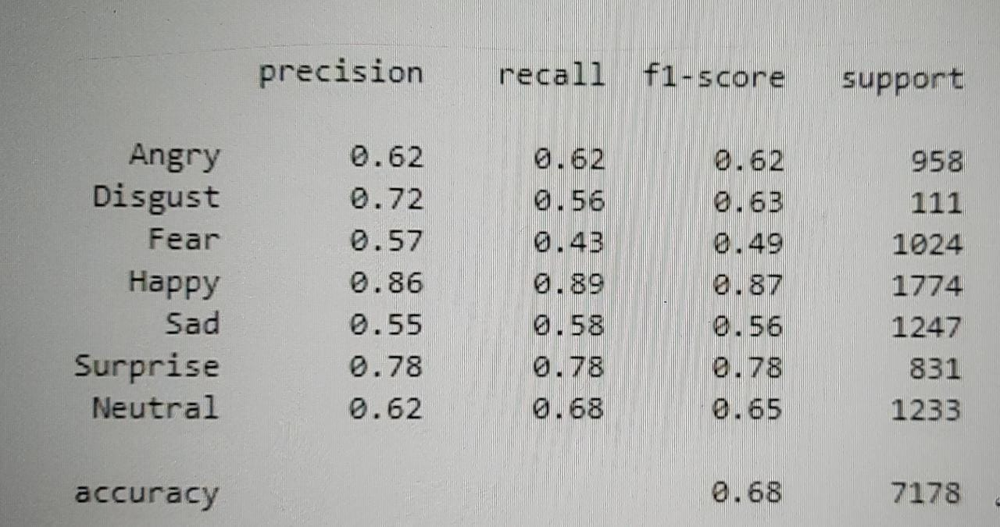 precision recall f1-score support
Angry 0.62 0.62 0.62 958
Disgust 0.72 0.56 0.63 111
Fear 0.57 0.43 0.49 1024
Happy 0.86 0.89 0.87 1774
Sad 0.55 0.58 0.56 1247
Surprise 0.78 0.78 0.78 831
Neutral 0.62 0.68 0.65 1233
accuracy 0.68 7178